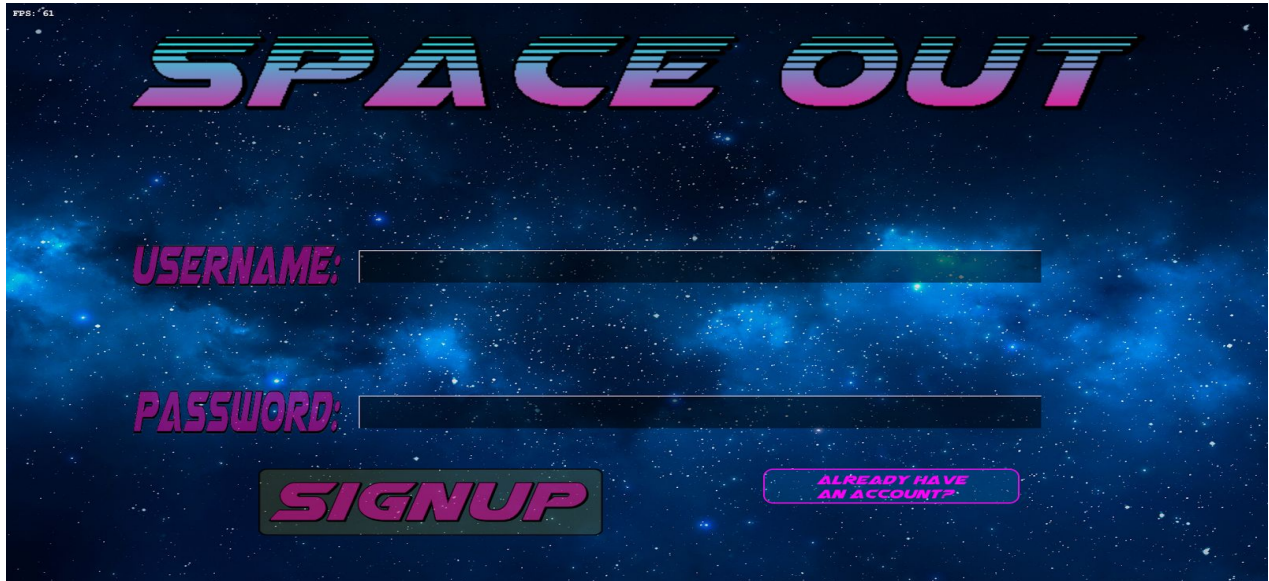 FPS: 61
SPACE OUT
USERNAME:
PASSWORD:
SIGNUP
ALREADY HAVE
AN ACCOUNT?